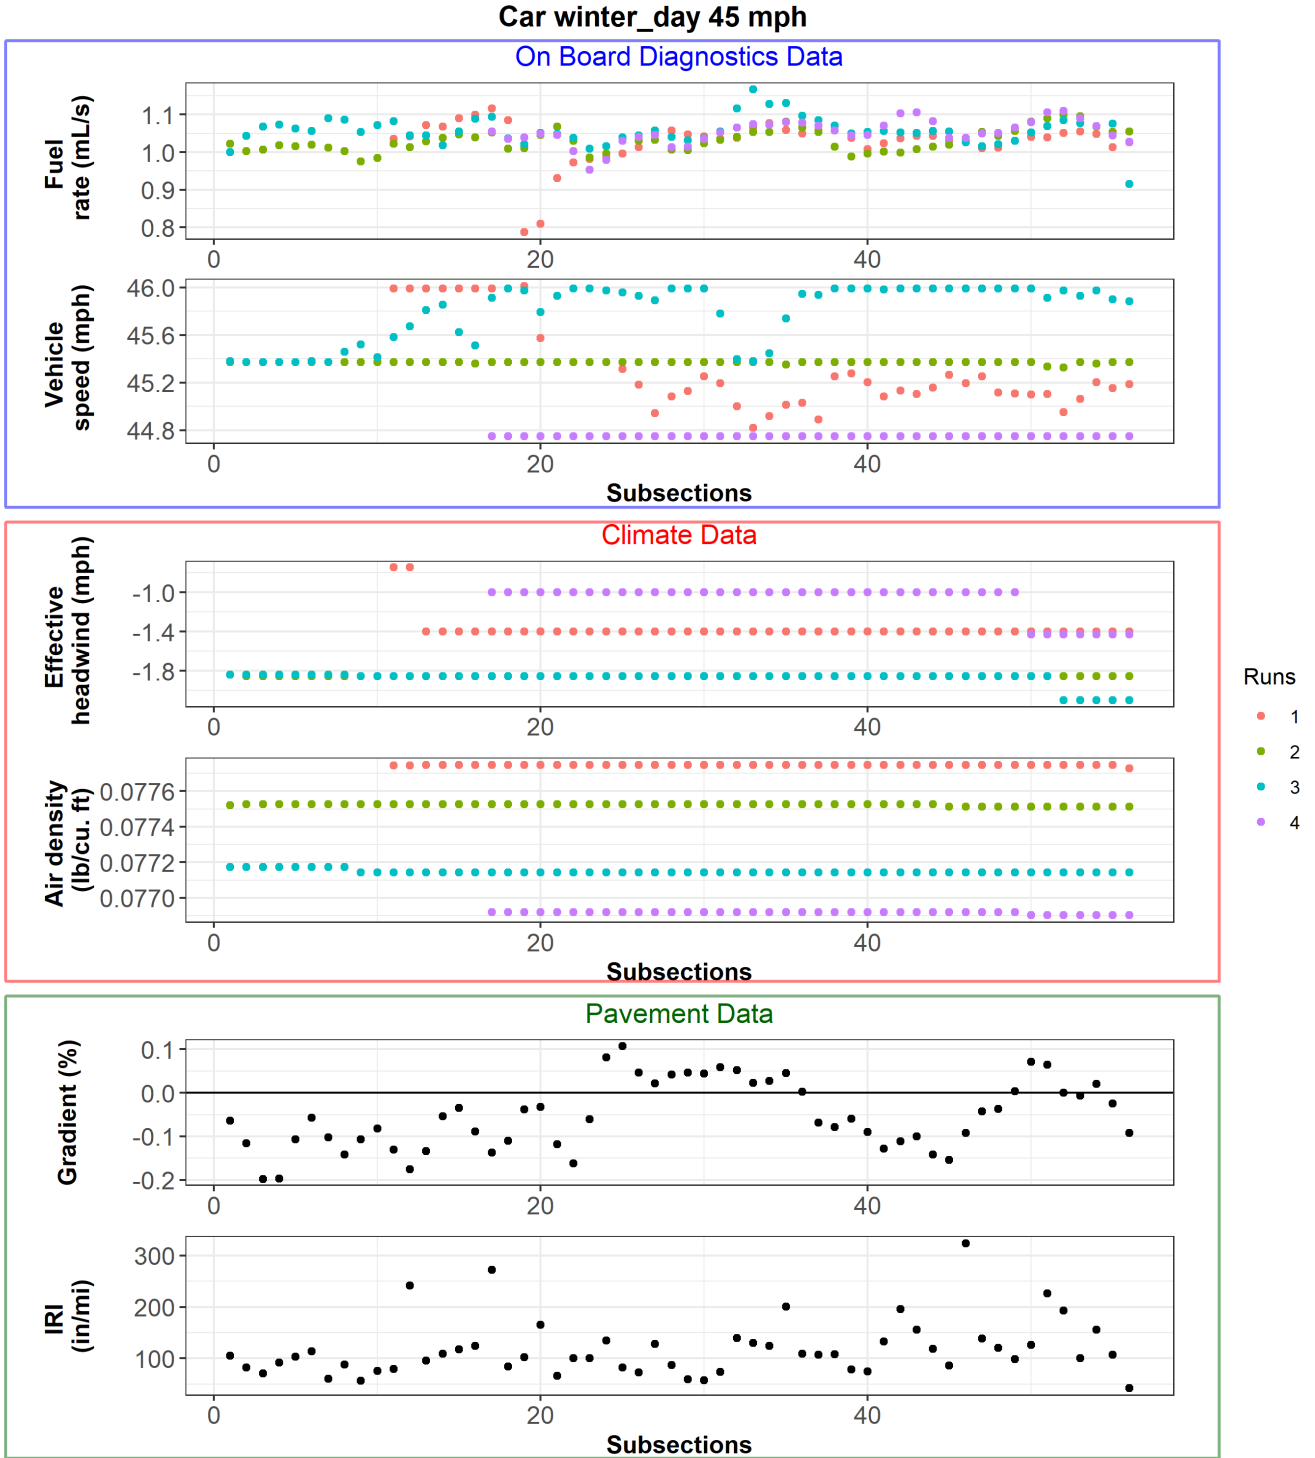 Car winter_day 45 mph
On Board Diagnostics Data
Fuel
rate (mL/s)
1.1
1.0
0.9
0.8
0
20
40
Vehicle
speed (mph)
46.0
45.6
45.2
44.8
0
20
40
Subsections
Climate Data
Effective
headwind (mph)
-1.0
-1.4
-1.8
0
20
40
Air density
(lb/cu. ft)
0.0776
0.0774
0.0772
0.0770
0
20
40
Subsections
Pavement Data
Gradient (%)
0.1
0.0
-0.1
-0.2
0
20
40
IRI
(in/mi)
300
200
100
0
20
40
Subsections
Runs
1
2
3
4